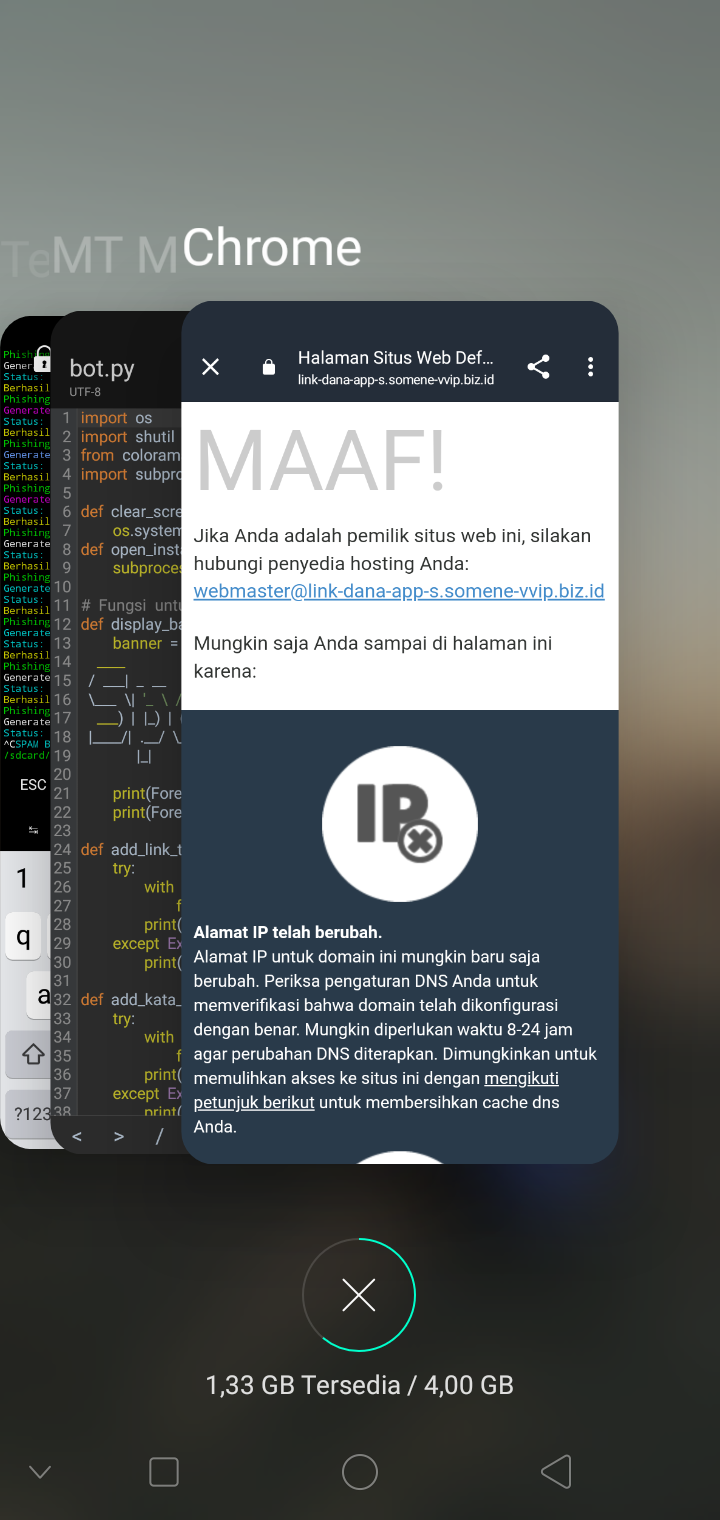 Te
MT M
Chrome
Phish
Gener
Status:
Berhasil
Phishing
Generate
Status:
Berhasil
Phishing
Generate
Status:
Berhasil
Phishing
Generate
Status:
Berhasil
Phishing
Generate
Status:
Berhasil
Phishing
Generate
Status:
Berhasil
Phishing
Generate
Status:
Berhasil
Phishing
Generate
Status:
Berhasil
Phishing
Generate
Status:
^CSPAM B
/sdcard/
ESC
1
q
a
?123
bot.py
UTF-8
1 import os
2 import shutil
3 from coloram
4 import subpro
5
6 def clear_scre
7 os.system
8 def open_inst
9 subproces
10
11 # Fungsi untu
12 def display_ba
13 banner =
14
15
16
17
18
19
20
21 print(Fore
22 print(Fore
23
24 def add_link_t
25 try:
26 with
27 f
28 print(
29 except Ex
30 print(
31
32 def add_kata_
33 try:
34 with
35 f
36 print(
37 except Ex
38 print(
< > /
Halaman Situs Web Def...
link-dana-app-s.somene-vvip.biz.id
MAAF!
Jika Anda adalah pemilik situs web ini, silakan
hubungi penyedia hosting Anda:
webmaster@link-dana-app-s.somene-vvip.biz.id
Mungkin saja Anda sampai di halaman ini
karena:
IP
Alamat IP telah berubah.
Alamat IP untuk domain ini mungkin baru saja
berubah. Periksa pengaturan DNS Anda untuk
memverifikasi bahwa domain telah dikonfigurasi
dengan benar. Mungkin diperlukan waktu 8-24 jam
agar perubahan DNS diterapkan. Dimungkinkan untuk
memulihkan akses ke situs ini dengan mengikuti
petunjuk berikut untuk membersihkan cache dns
Anda.
1,33 GB Tersedia / 4,00 GB